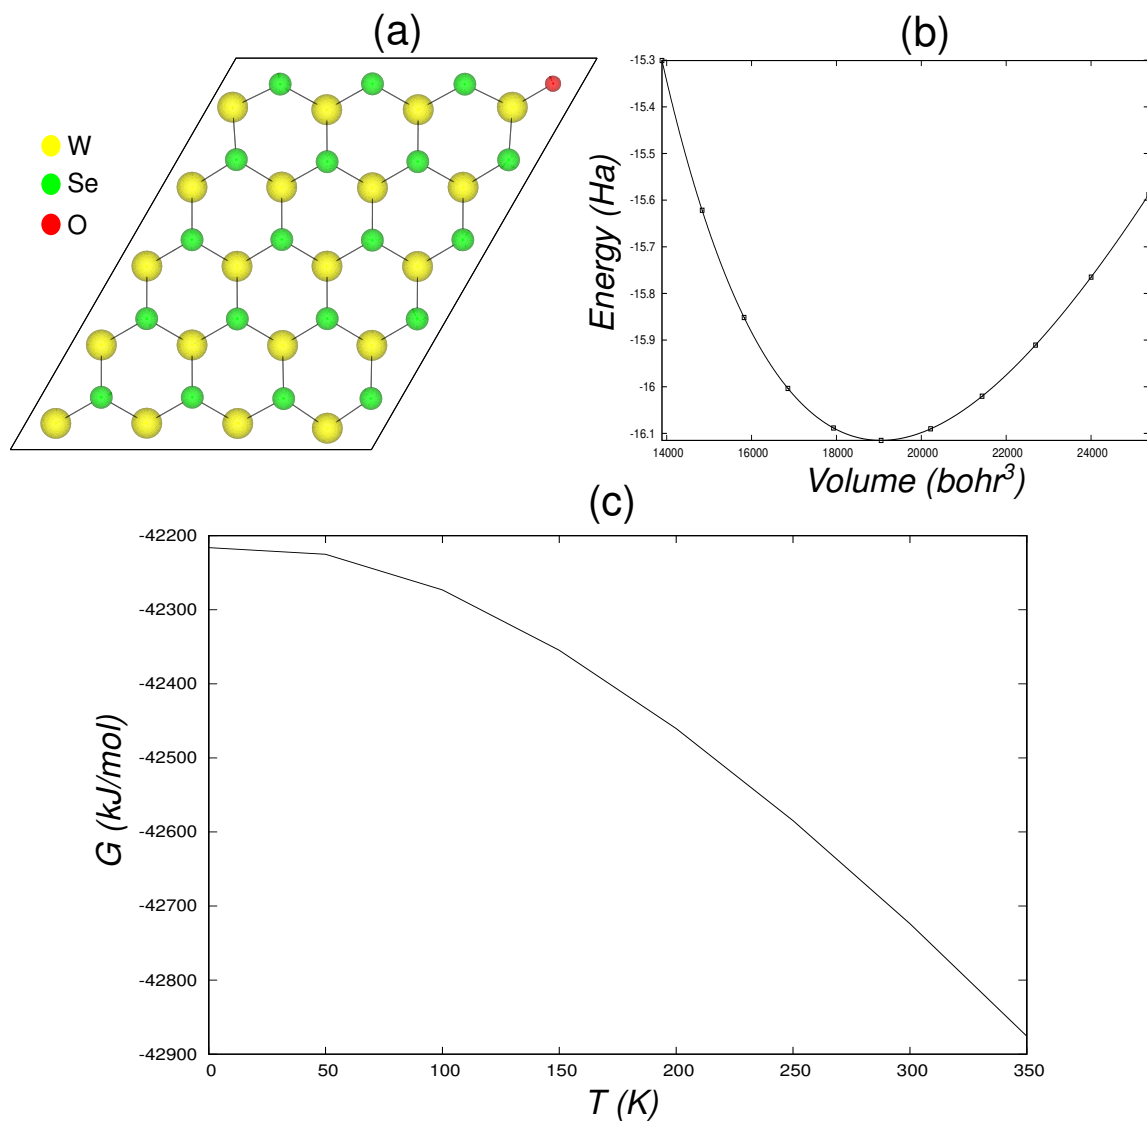 (a)
W
Se
O
(b)
Energy (Ha)
-15.3
-15.4
-15.5
-15.6
-15.7
-15.8
-15.9
-16
-16.1
14000 16000 18000 20000 22000 24000
Volume (bohr³)
(c)
G (kJ/mol)
-42200
-42300
-42400
-42500
-42600
-42700
-42800
-42900
0 50 100 150 200 250 300 350
T (K)